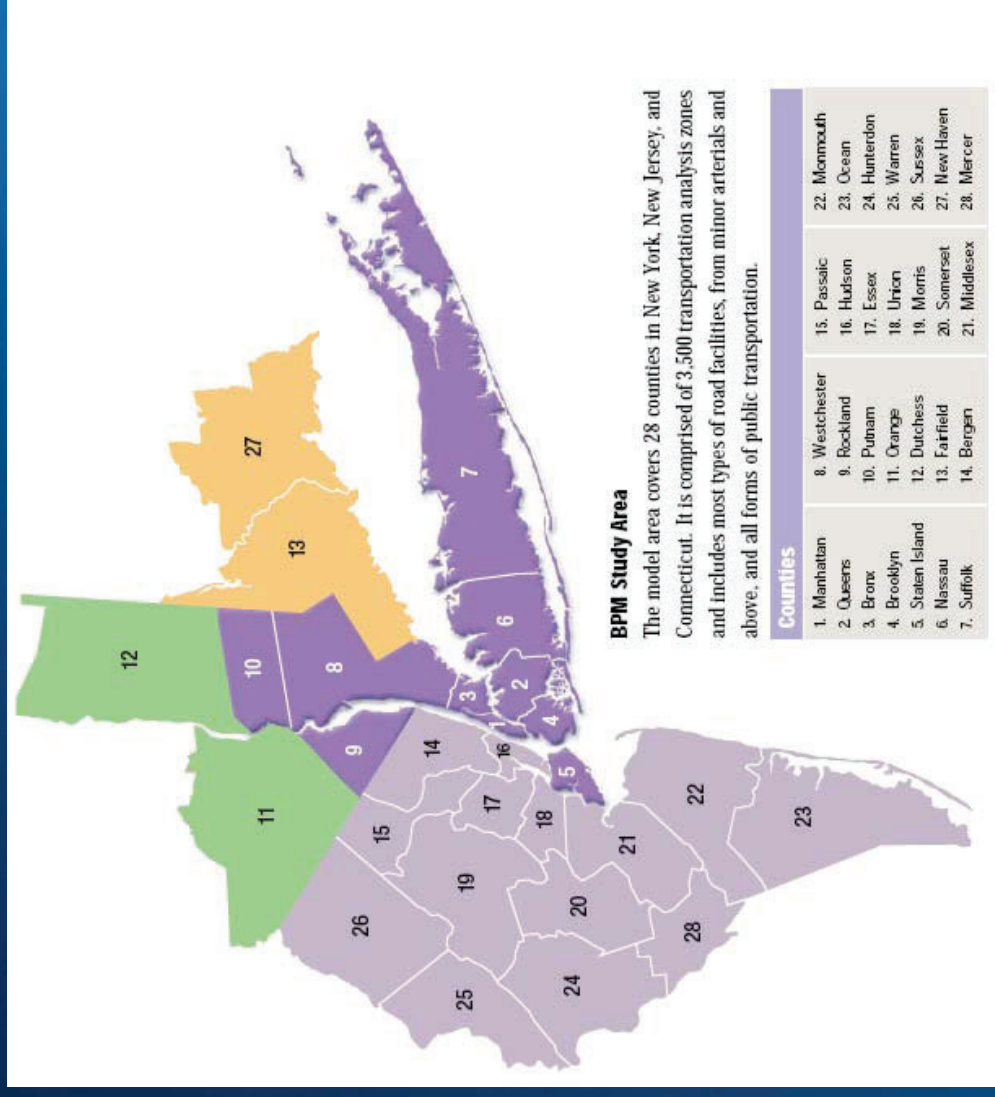 12
27
11
10
13
9
8
7
26
15
14
3
6
25
19
17
16
1
2
18
5
4
24
20
21
28
22
23
BPM Study Area
The model area covers 28 counties in New York, New Jersey, and
Connecticut. It is comprised of 3,500 transportation analysis zones
and includes most types of road facilities, from minor arterials and
above, and all forms of public transportation.
Counties
1. Manhattan 8. Westchester 15. Passaic 22. Monmouth
2. Queens 9. Rockland 16. Hudson 23. Ocean
3. Bronx 10. Putnam 17. Essex 24. Hunterdon
4. Brooklyn 11. Orange 18. Union 25. Warren
5. Staten Island 12. Dutchess 19. Morris 26. Sussex
6. Nassau 13. Fairfield 20. Somerset 27. New Haven
7. Suffolk 14. Bergen 21. Middlesex 28. Mercer